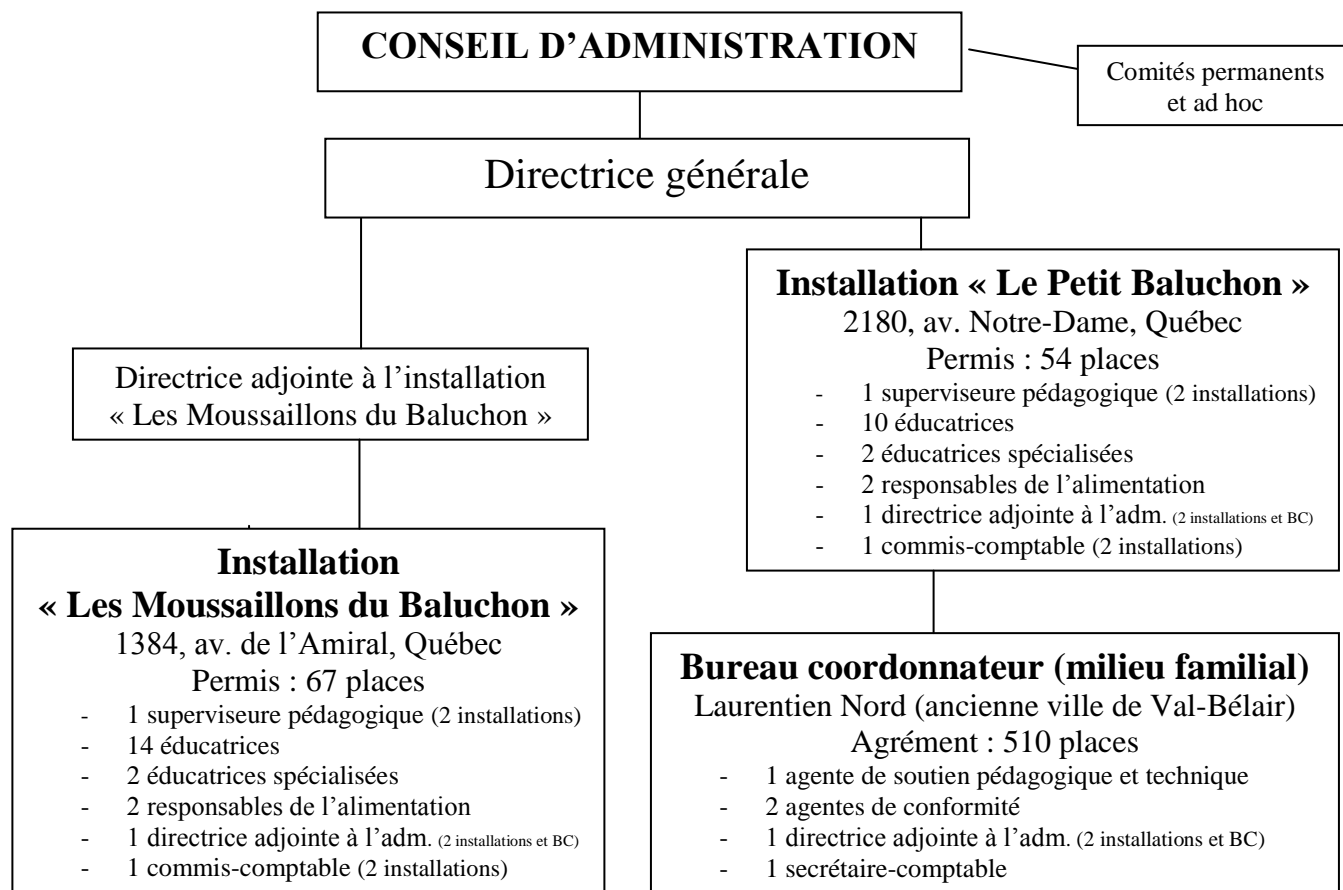 CONSEIL D’ADMINISTRATION
Comités permanents
et ad hoc
Directrice générale
Installation « Le Petit Baluchon »
2180, av. Notre-Dame, Québec
Permis : 54 places
- 1 superviseure pédagogique (2 installations)
- 10 éducatrices
- 2 éducatrices spécialisées
- 2 responsables de l’alimentation
- 1 directrice adjointe à l’adm. (2 installations et BC)
- 1 commis-comptable (2 installations)
Directrice adjointe à l’installation
« Les Moussaillons du Baluchon »
Installation
« Les Moussaillons du Baluchon »
1384, av. de l’Amiral, Québec
Permis : 67 places
- 1 superviseure pédagogique (2 installations)
- 14 éducatrices
- 2 éducatrices spécialisées
- 2 responsables de l’alimentation
- 1 directrice adjointe à l’adm. (2 installations et BC)
- 1 commis-comptable (2 installations)
Bureau coordonnateur (milieu familial)
Laurentien Nord (ancienne ville de Val-Bélair)
Agrément : 510 places
- 1 agente de soutien pédagogique et technique
- 2 agentes de conformité
- 1 directrice adjointe à l’adm. (2 installations et BC)
- 1 secrétaire-comptable